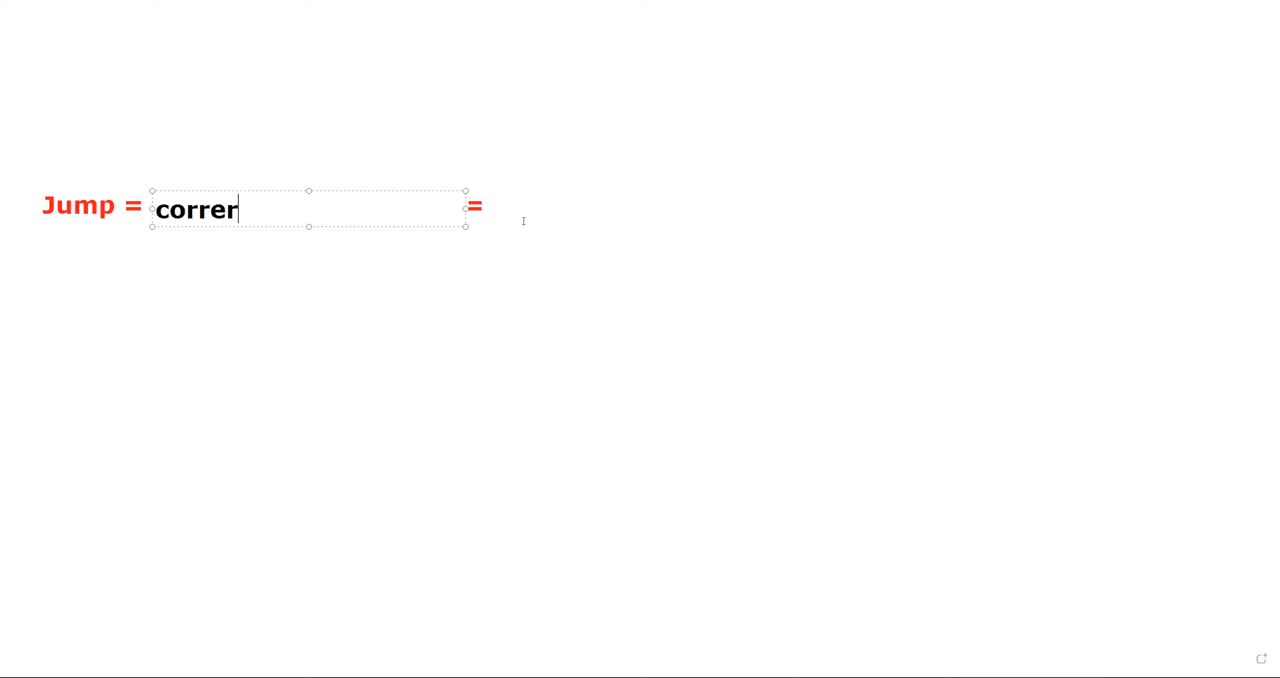 Jump = correr =